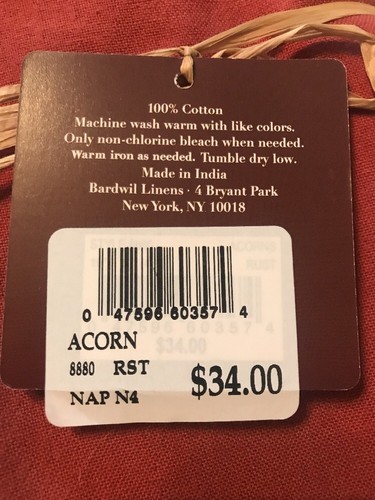 100% Cotton
Machine wash warm with like colors.
Only non-chlorine bleach when needed.
Warm iron as needed. Tumble dry low.
Made in India
Bardwil Linens · 4 Bryant Park
New York, NY 10018
0 47596 60357 4
ACORN
8880 RST
NAP N4
$34.00